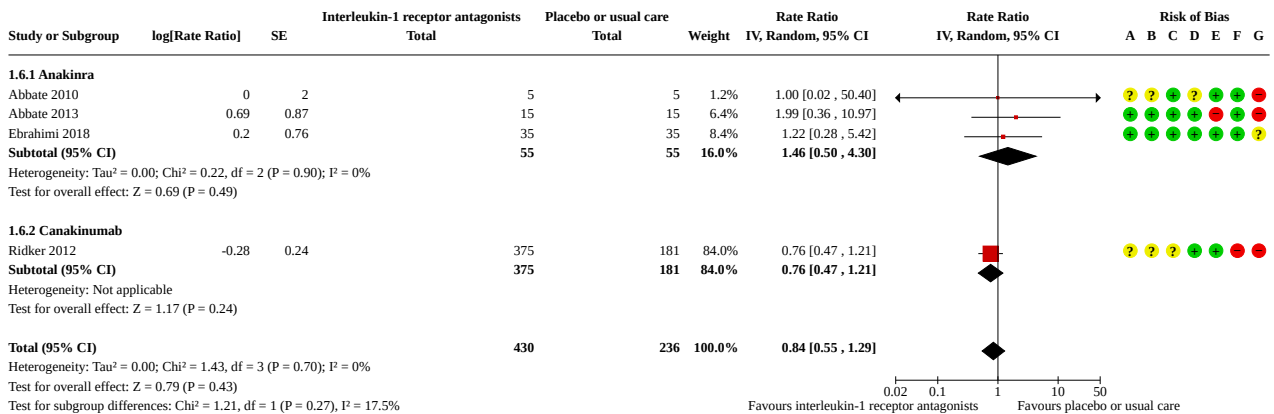 Interleukin-1 receptor antagonists Placebo or usual care Rate Ratio Rate Ratio Risk of Bias
Study or Subgroup log[Rate Ratio] SE Total Total Weight IV, Random, 95% CI IV, Random, 95% CI A B C D E F G
1.6.1 Anakinra
Abbate 2010 0 2 5 5 1.2% 1.00 [0.02 , 50.40] ? ? + ? + + −
Abbate 2013 0.69 0.87 15 15 6.4% 1.99 [0.36 , 10.97] + + + + − + −
Ebrahimi 2018 0.2 0.76 35 35 8.4% 1.22 [0.28 , 5.42] + + + + + + ?
Subtotal (95% CI) 55 55 16.0% 1.46 [0.50 , 4.30]
Heterogeneity: Tau² = 0.00; Chi² = 0.22, df = 2 (P = 0.90); I² = 0%
Test for overall effect: Z = 0.69 (P = 0.49)
1.6.2 Canakinumab
Ridker 2012 -0.28 0.24 375 181 84.0% 0.76 [0.47 , 1.21] ? ? ? + + − −
Subtotal (95% CI) 375 181 84.0% 0.76 [0.47 , 1.21]
Heterogeneity: Not applicable
Test for overall effect: Z = 1.17 (P = 0.24)
Total (95% CI) 430 236 100.0% 0.84 [0.55 , 1.29]
Heterogeneity: Tau² = 0.00; Chi² = 1.43, df = 3 (P = 0.70); I² = 0%
Test for overall effect: Z = 0.79 (P = 0.43)
0.02 0.1 1 10 50
Test for subgroup differences: Chi² = 1.21, df = 1 (P = 0.27), I² = 17.5% Favours interleukin-1 receptor antagonists Favours placebo or usual care